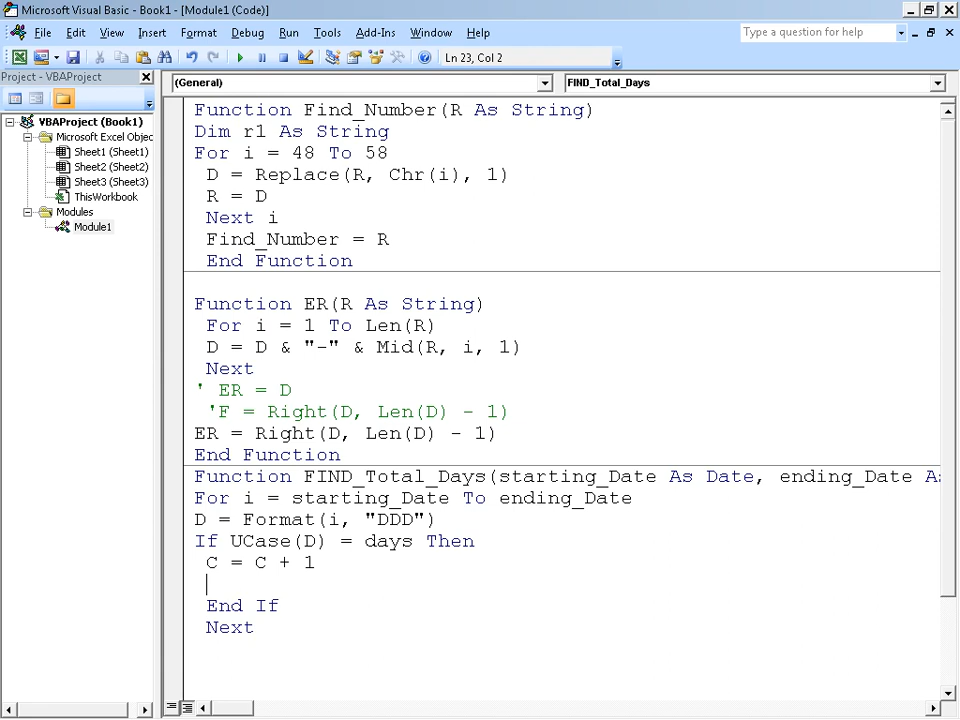 Microsoft Visual Basic - Book1 - [Module1 (Code)]
File Edit View Insert Format Debug Run Tools Add-Ins Window Help
Type a question for help
Ln 23, Col 2
Project - VBAProject
(General)
FIND_Total_Days
VBAProject (Book1)
Microsoft Excel Objec
Sheet1 (Sheet1)
Sheet2 (Sheet2)
Sheet3 (Sheet3)
ThisWorkbook
Modules
Module1
Function Find_Number(R As String)
Dim r1 As String
For i = 48 To 58
D = Replace(R, Chr(i), 1)
R = D
Next i
Find_Number = R
End Function
Function ER(R As String)
For i = 1 To Len(R)
D = D & "-" & Mid(R, i, 1)
Next
' ER = D
'F = Right(D, Len(D) - 1)
ER = Right(D, Len(D) - 1)
End Function
Function FIND_Total_Days(starting_Date As Date, ending_Date As
For i = starting_Date To ending_Date
D = Format(i, "DDD")
If UCase(D) = days Then
C = C + 1
End If
Next